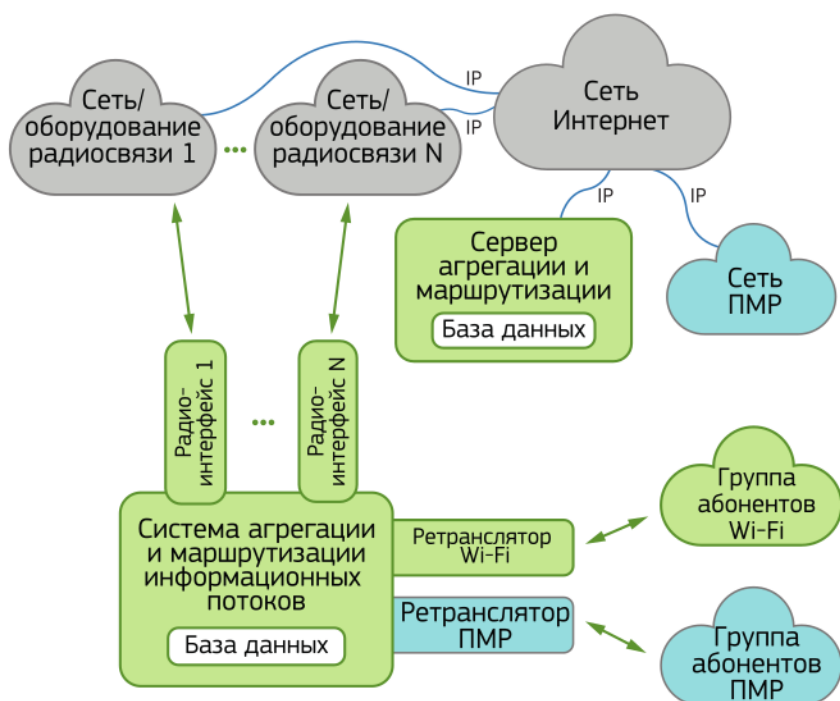 Сеть/
оборудование
радиосвязи 1
...
Сеть/
оборудование
радиосвязи N
IP
IP
Сеть
Интернет
IP
IP
Сервер
агрегации и
маршрутизации
База данных
Сеть
ПМР
Радио-
интерфейс 1
...
Радио-
интерфейс N
Система агрегации
и маршрутизации
информационных
потоков
База данных
Ретранслятор
Wi-Fi
Группа
абонентов
Wi-Fi
Ретранслятор
ПМР
Группа
абонентов
ПМР